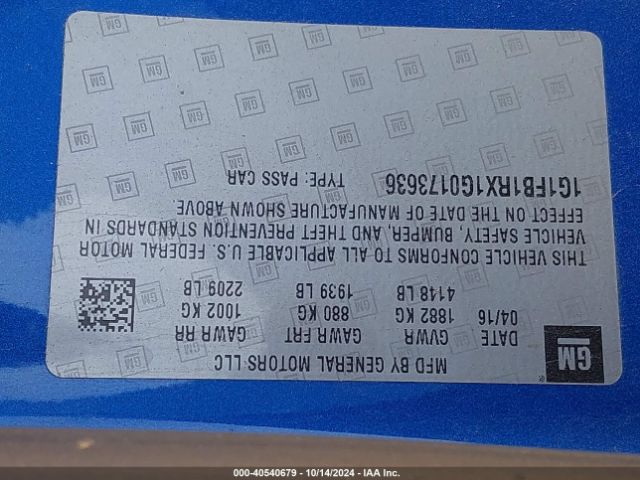 MFD BY GENERAL MOTORS LLC
GM
DATE GVWR GAWR FRT GAWR RR
04/16 1882 KG 880 KG 1002 KG
4148 LB 1939 LB 2209 LB
THIS VEHICLE CONFORMS TO ALL APPLICABLE U.S. FEDERAL MOTOR
VEHICLE SAFETY, BUMPER, AND THEFT PREVENTION STANDARDS IN
EFFECT ON THE DATE OF MANUFACTURE SHOWN ABOVE.
1G1FB1RX1G0173636 TYPE: PASS CAR
000-40540679 - 10/14/2024 - IAA Inc.